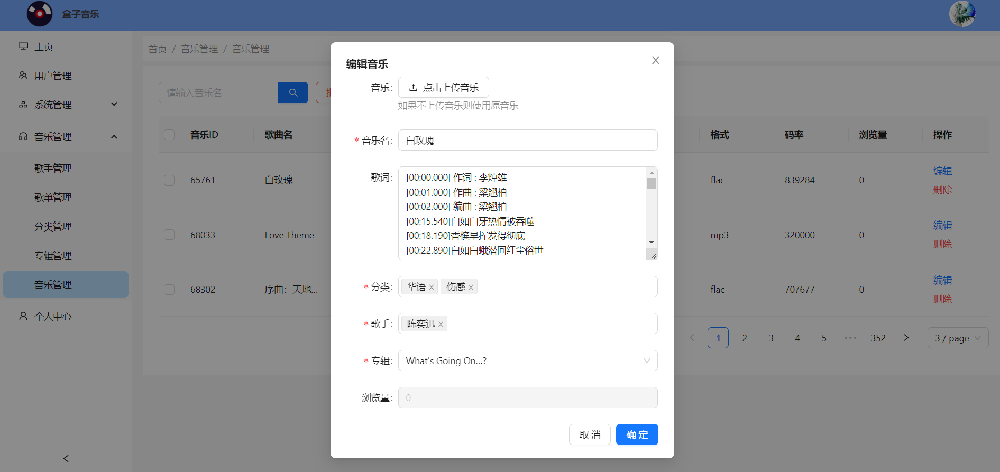 盒子音乐
主页
用户管理
系统管理
音乐管理
歌手管理
歌单管理
分类管理
专辑管理
音乐管理
个人中心
首页 / 音乐管理 / 音乐管理
请输入音乐名
音乐ID 歌曲名 格式 码率 浏览量 操作
65761 白玫瑰 flac 839284 0 编辑
删除
68033 Love Theme mp3 320000 0 编辑
删除
68302 序曲：天地... flac 707677 0 编辑
删除
1 2 3 4 5 ••• 352 3 / page
编辑音乐
音乐: 点击上传音乐
如果不上传音乐则使用原音乐
* 音乐名: 白玫瑰
歌词: [00:00.000] 作词 : 李焯雄
[00:01.000] 作曲 : 梁翘柏
[00:02.000] 编曲 : 梁翘柏
[00:15.540]白如白牙热情被吞噬
[00:18.190]香槟早挥发得彻底
[00:22.890]白如白蛾潜回红尘俗世
* 分类: 华语 伤感
* 歌手: 陈奕迅
* 专辑: What's Going On...?
浏览量: 0
取 消 确 定